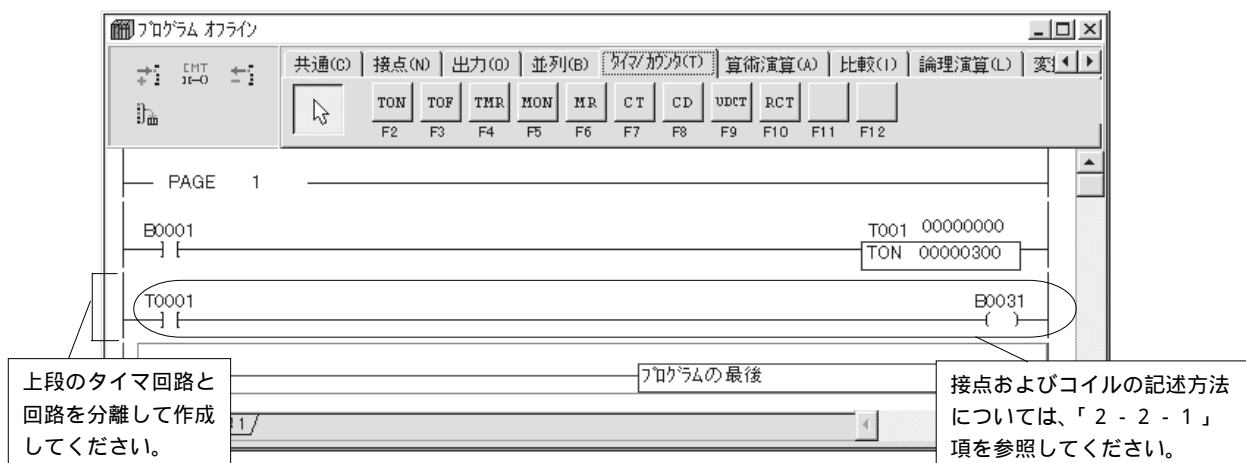 プログラム オフライン
共通(C) 接点(N) 出力(O) 並列(B) タイマ/カウンタ(T) 算術演算(A) 比較(I) 論理演算(L) 変
CMT
TON TOF TMR MON MR CT CD UDCT RCT
F2 F3 F4 F5 F6 F7 F8 F9 F10 F11 F12
PAGE 1
B0001
T001 00000000
TON 00000300
T0001
B0031
プログラムの最後
上段のタイマ回路と
回路を分離して作成
してください。
接点およびコイルの記述方法
については、「2-2-1」
項を参照してください。
1